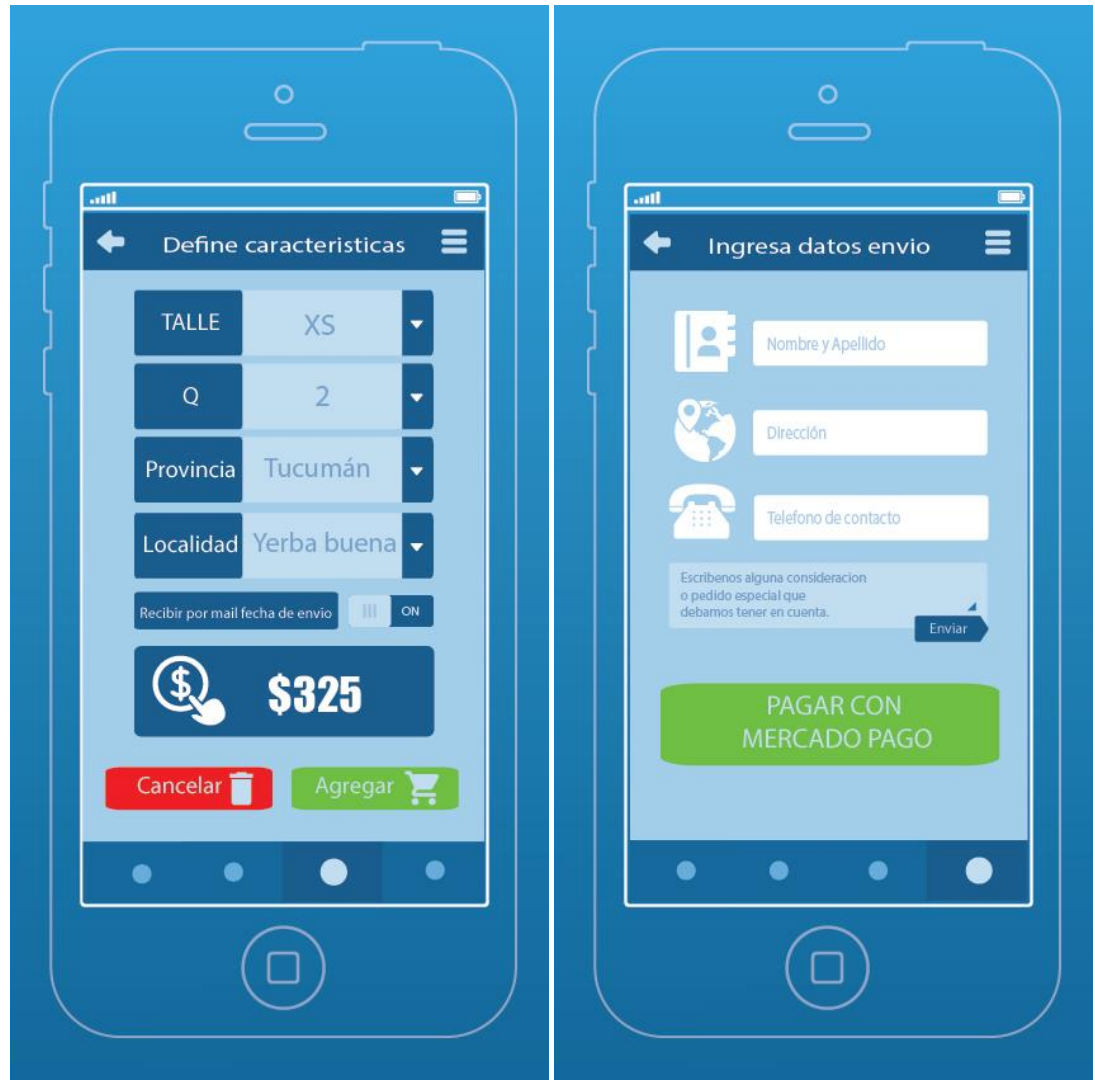 Define caracteristicas
TALLE
XS
Q
2
Provincia
Tucumán
Localidad
Yerba buena
Recibir por mail fecha de envio
ON
$
$325
Cancelar
Agregar
Ingresa datos envio
Nombre y Apellido
Dirección
Telefono de contacto
Escribenos alguna consideracion
o pedido especial que
debamos tener en cuenta.
Enviar
PAGAR CON
MERCADO PAGO